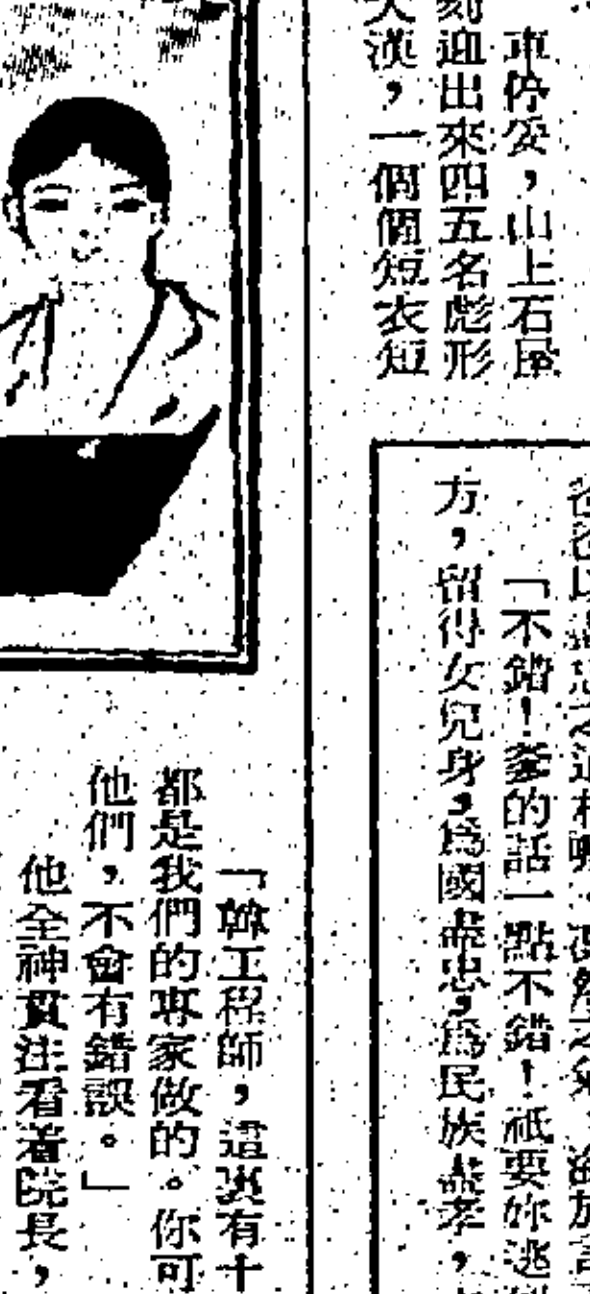 車停妥，山上石屋
刻迎出來四五名彪形
大漢，一個個短衣短
「不錯！爹的話一點不錯！祇要妳逃
方，留得女兒身，爲國盡忠，爲民族盡孝，
「韓工程師，這裏有十
都是我們的專家做的。你可
他們，不會有錯誤。」
他全神貫注看着院長，